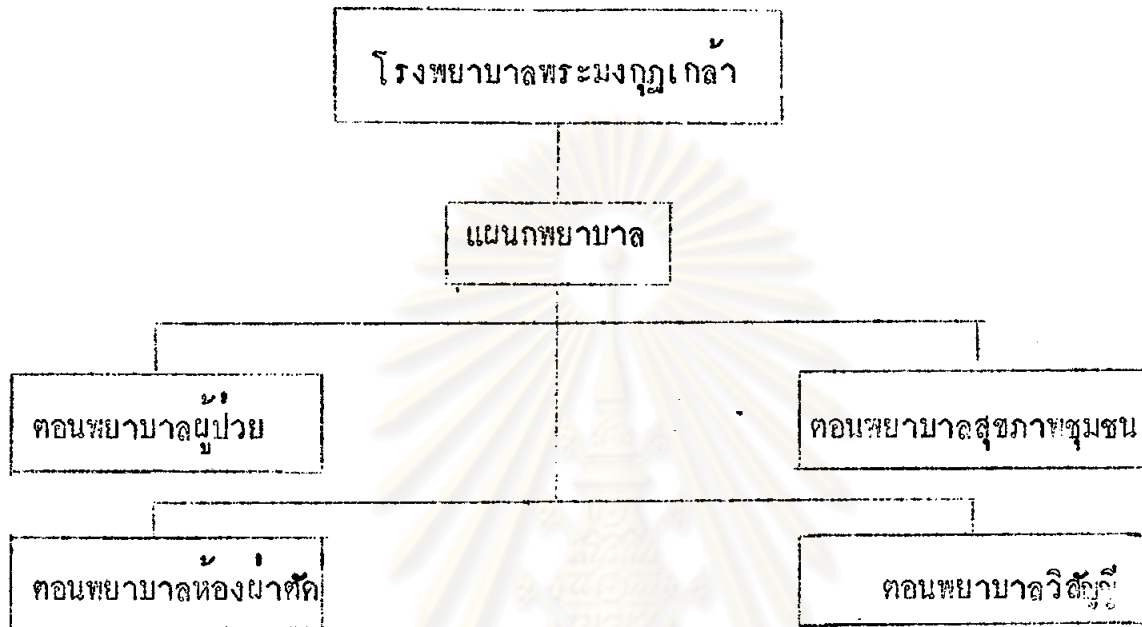 โรงพยาบาลพระมงกุฎเกล้า
แผนกพยาบาล
ตอนพยาบาลผู้ป่วย
ตอนพยาบาลสุขภาพชุมชน
ตอนพยาบาลห้องผ่าตัด
ตอนพยาบาลวิสัญญี